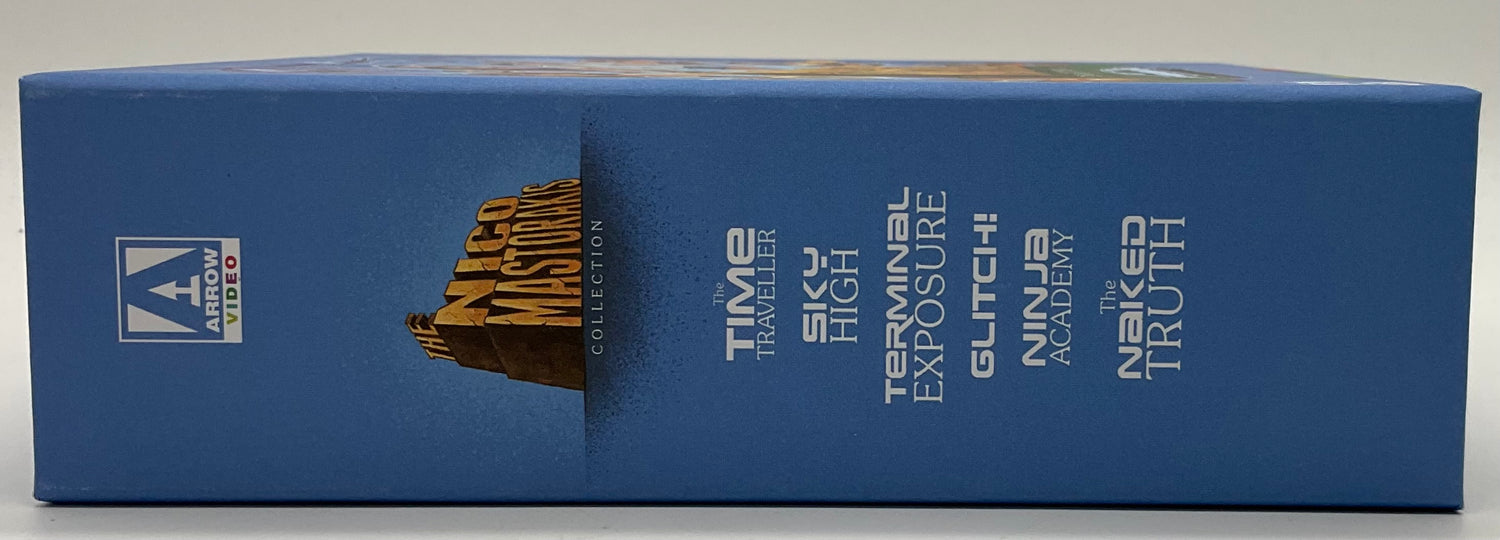 ARROW
VIDEO
THE
NICO
MASTORAKIS
COLLECTION
The
TIME
TRAVELLER
SKY
HIGH
TERMINAL
EXPOSURE
GLITCH!
NINJA
ACADEMY
The
NAKED
TRUTH